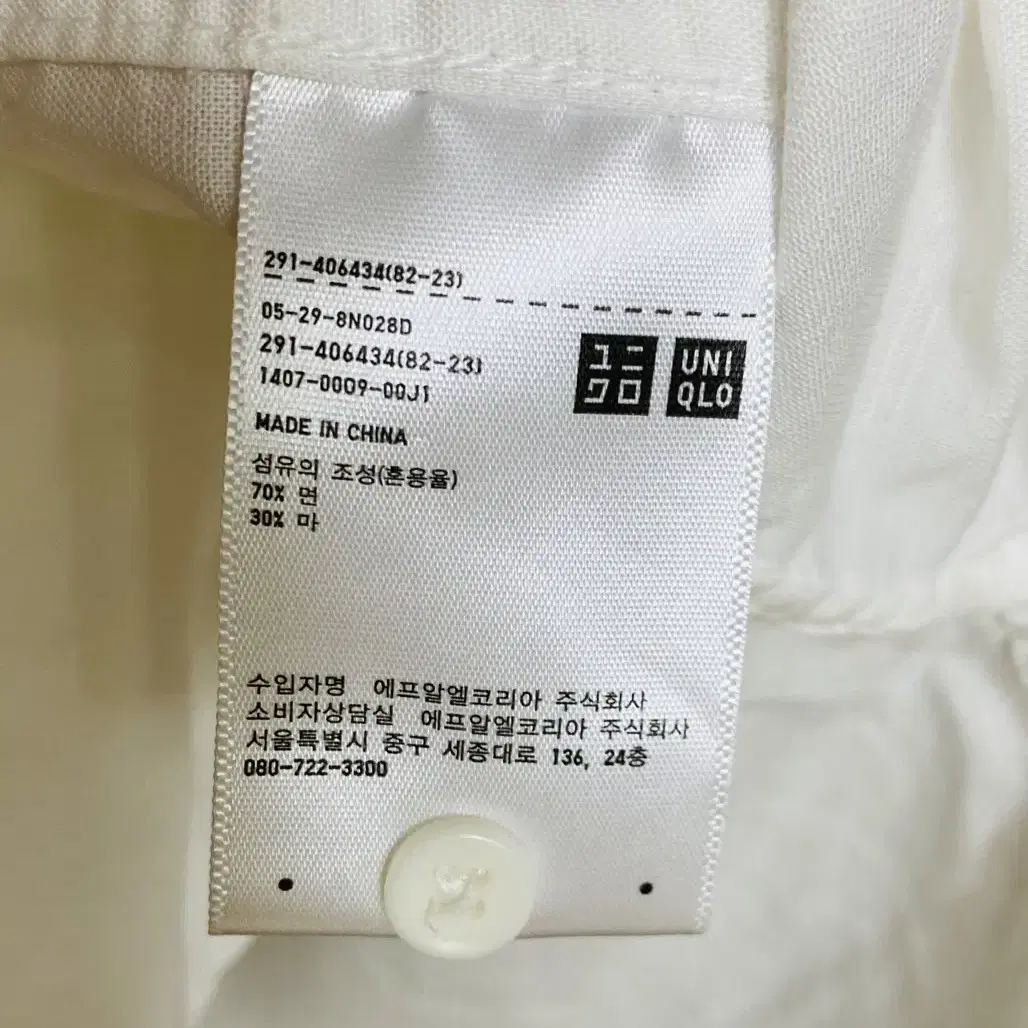 291-406434(82-23)
05-29-8N028D
291-406434(82-23)
1407-0009-00J1
ユニ
クロ
UNI
QLO
MADE IN CHINA
섬유의 조성(혼용율)
70% 면
30% 마
수입자명 에프알엘코리아 주식회사
소비자상담실 에프알엘코리아 주식회사
서울특별시 중구 세종대로 136, 24층
080-722-3300